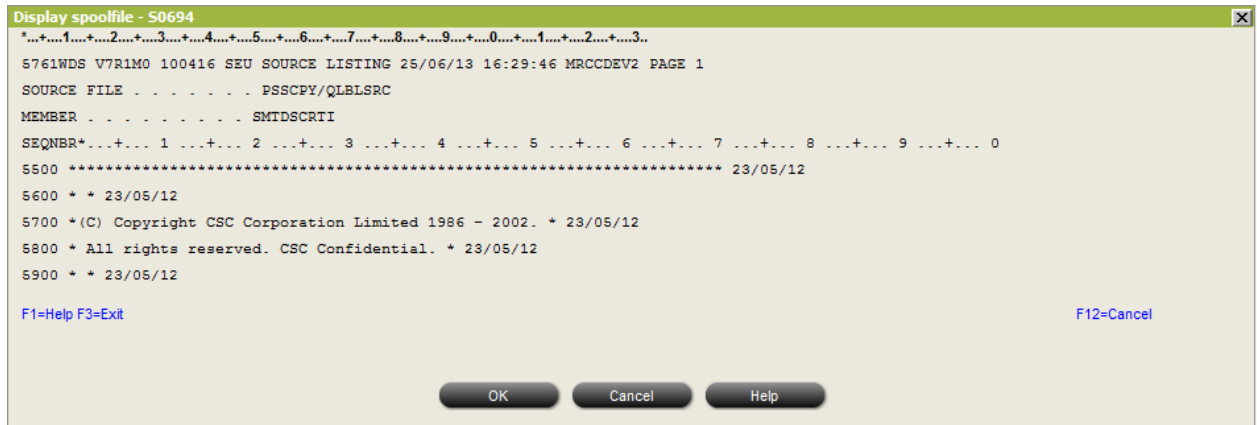 Display spoolfile - S0694
*...+....1....+....2....+....3....+....4....+....5....+....6....+....7....+....8....+....9....+....0....+....1....+....2....+....3..
5761WDS V7R1M0 100416 SEU SOURCE LISTING 25/06/13 16:29:46 MRCCDEV2 PAGE 1
SOURCE FILE . . . . . . . PSSCPY/QLBLSRC
MEMBER . . . . . . . . . SMTDSCRTI
SEQNBR*...+... 1 ...+... 2 ...+... 3 ...+... 4 ...+... 5 ...+... 6 ...+... 7 ...+... 8 ...+... 9 ...+... 0
5500 *********************************************************************** 23/05/12
5600 * * 23/05/12
5700 *(C) Copyright CSC Corporation Limited 1986 - 2002. * 23/05/12
5800 * All rights reserved. CSC Confidential. * 23/05/12
5900 * * 23/05/12
F1=Help F3=Exit F12=Cancel
OK Cancel Help